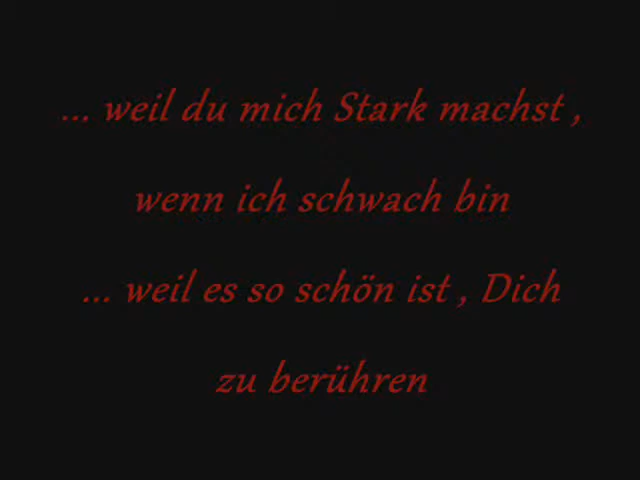 ... weil du mich Stark machst ,
wenn ich schwach bin
... weil es so schön ist , Dich
zu berühren